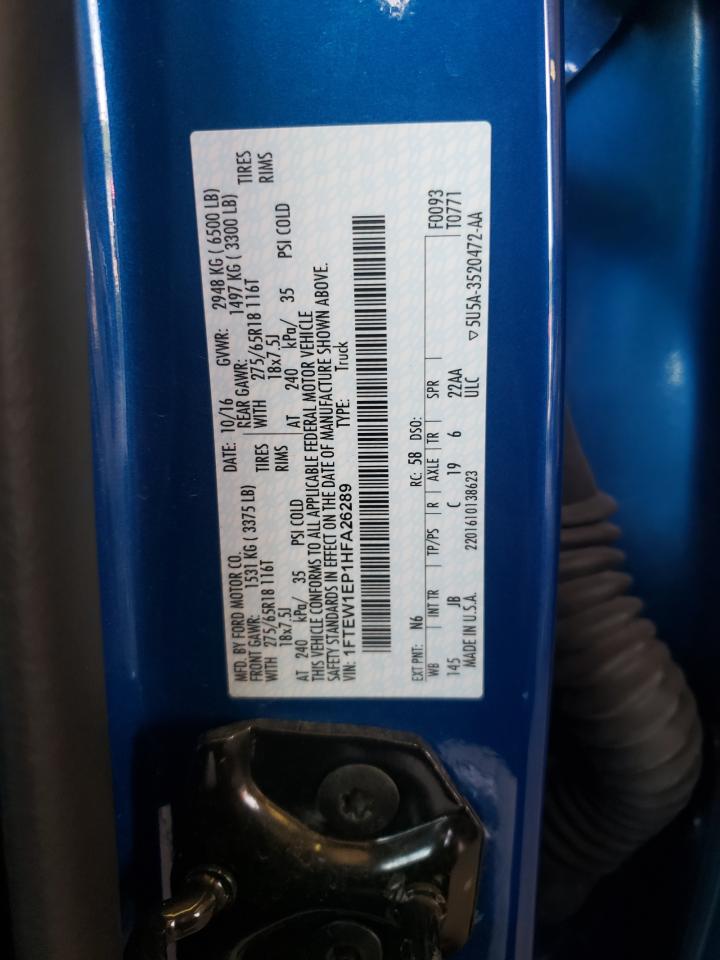 MFD. BY FORD MOTOR CO. DATE: 10/16 GVWR: 2948 KG ( 6500 LB)
FRONT GAWR: 1531 KG ( 3375 LB) REAR GAWR: 1497 KG ( 3300 LB)
WITH 275/65R18 116T TIRES WITH 275/65R18 116T TIRES
18x7.5J RIMS 18x7.5J RIMS
AT 240 kPa/ 35 PSI COLD AT 240 kPa/ 35 PSI COLD
THIS VEHICLE CONFORMS TO ALL APPLICABLE FEDERAL MOTOR VEHICLE
SAFETY STANDARDS IN EFFECT ON THE DATE OF MANUFACTURE SHOWN ABOVE.
VIN: 1FTEW1EP1HFA26289 TYPE: Truck
EXT PNT: N6 RC: 58 DSO: F0093
WB INT TR TP/PS R AXLE TR SPR T0771
145 JB C 19 6 22AA
MADE IN U.S.A. 2201610138623 ULC ▽5U5A-3520472-AA